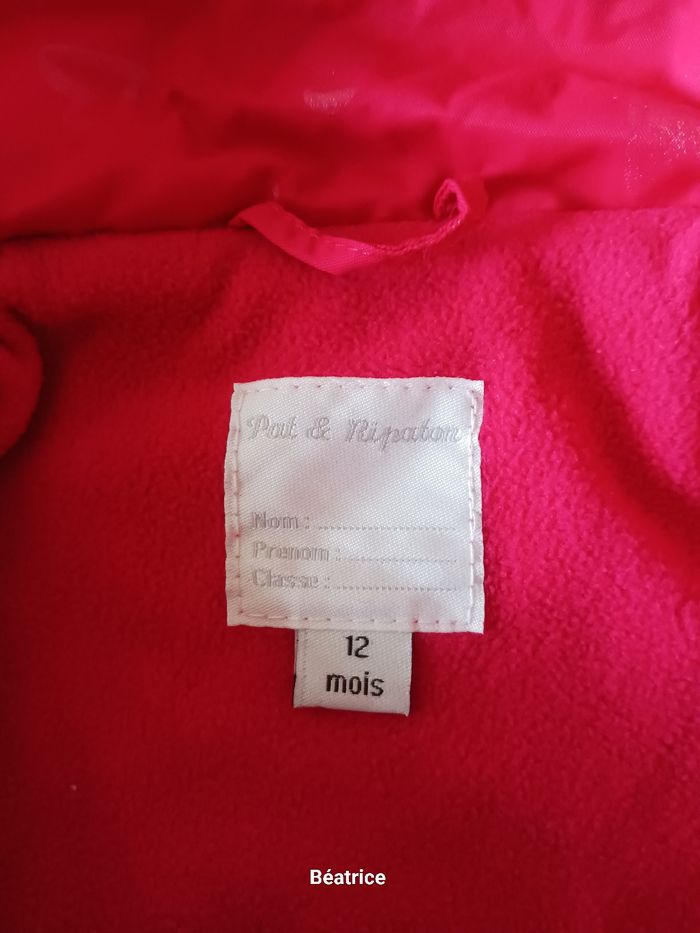 Pat & Ripaton
Nom :
Prenom :
Classe :
12
mois
Béatrice